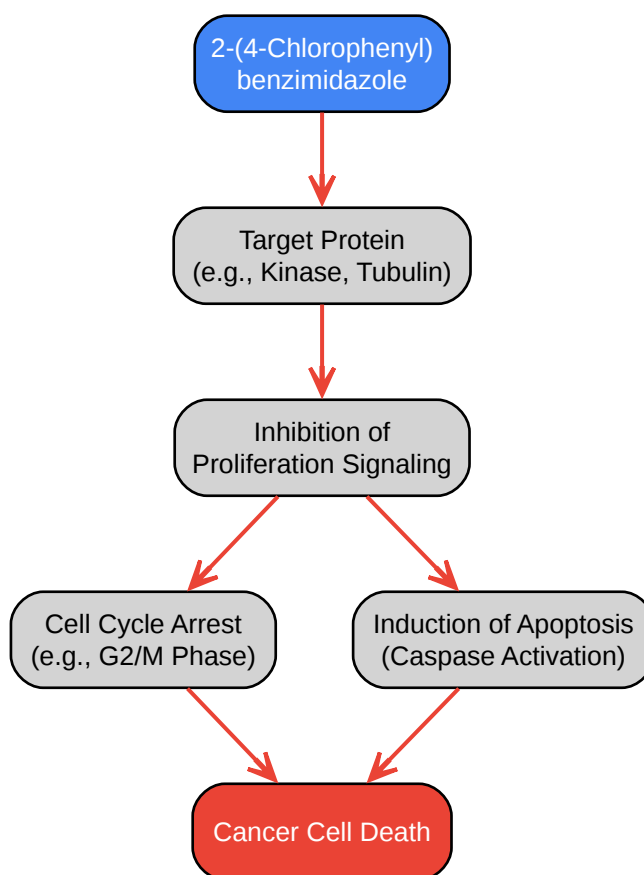 2-(4-Chlorophenyl)
benzimidazole
Target Protein
(e.g., Kinase, Tubulin)
Inhibition of
Proliferation Signaling
Cell Cycle Arrest
(e.g., G2/M Phase)
Induction of Apoptosis
(Caspase Activation)
Cancer Cell Death